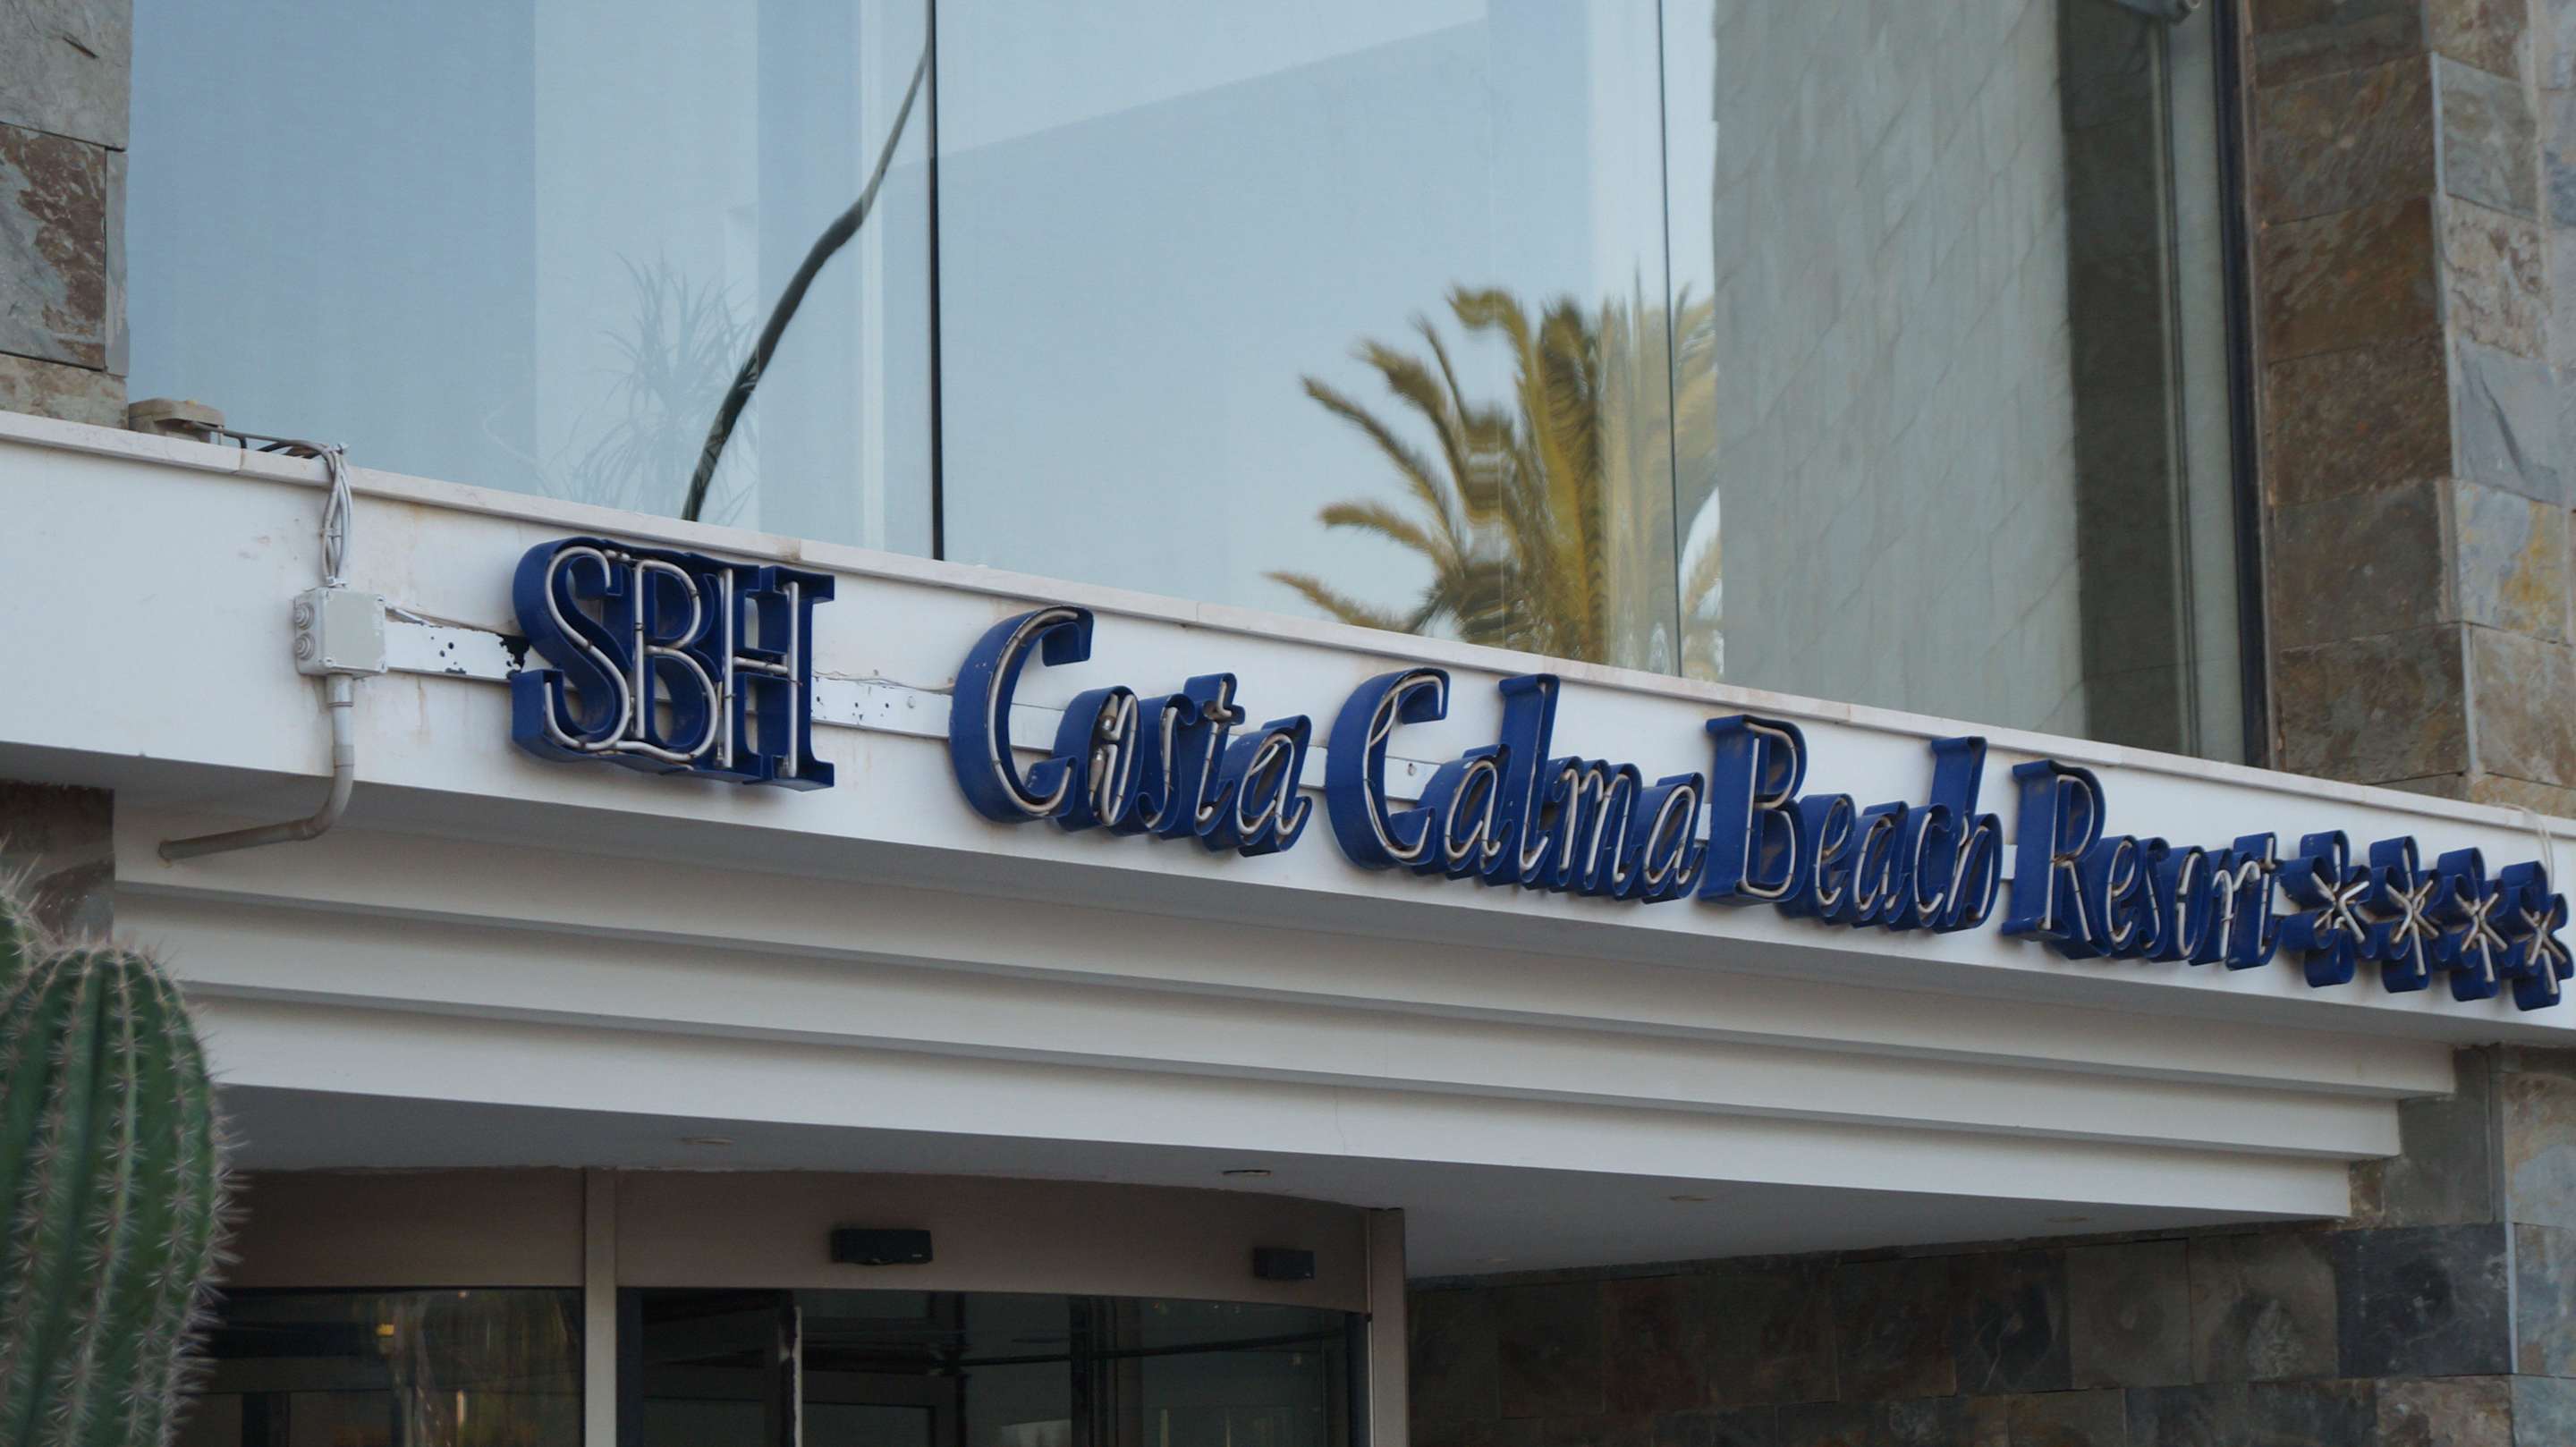 SBH Costa Calma Beach Resort ****